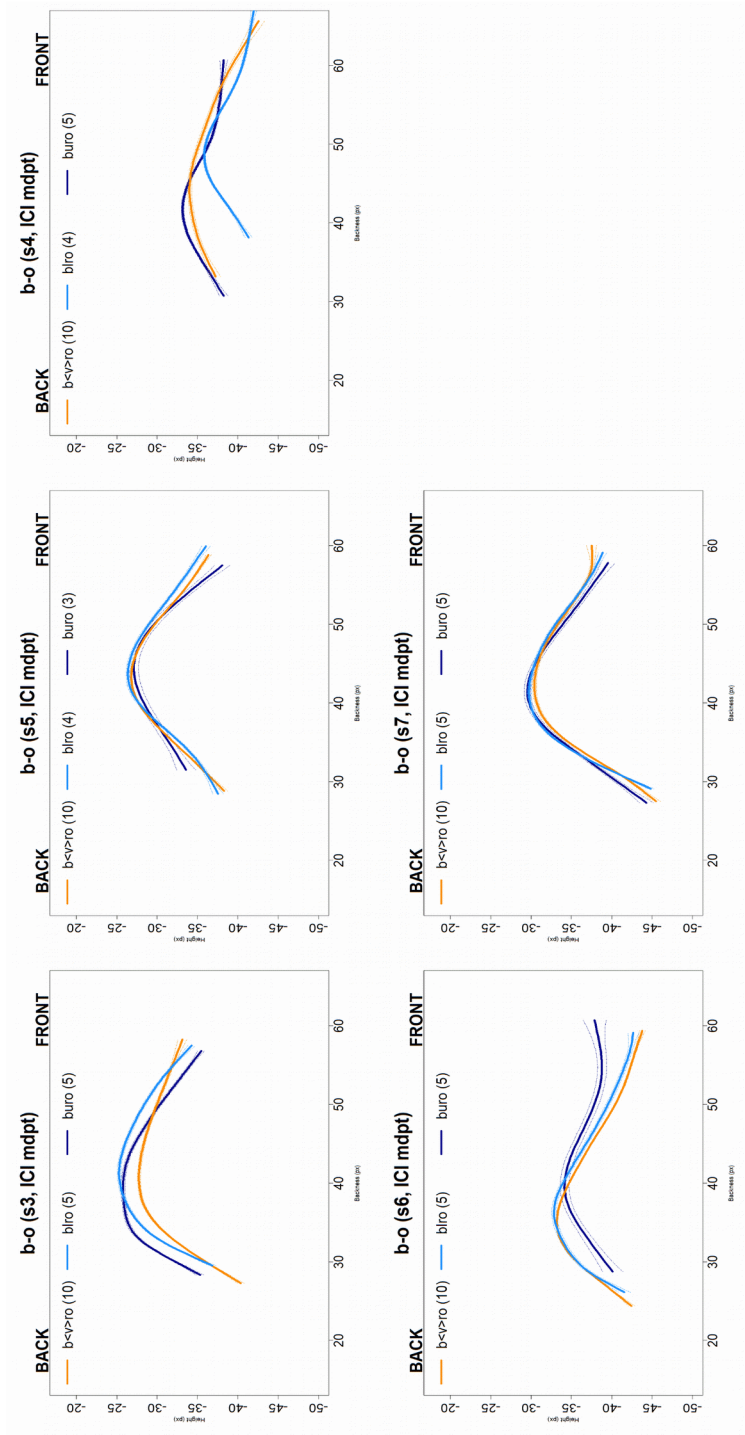 b-o (s3, ICI mdpt)
BACK FRONT
b<v>ro (10) blro (5) buro (5)
-20
-25
-30
-35
-40
-45
-50
Height (px)
20 30 40 50 60
Backness (px)
b-o (s5, ICI mdpt)
BACK FRONT
b<v>ro (10) blro (4) buro (3)
-20
-25
-30
-35
-40
-45
-50
Height (px)
20 30 40 50 60
Backness (px)
b-o (s4, ICI mdpt)
BACK FRONT
b<v>ro (10) blro (4) buro (5)
-20
-25
-30
-35
-40
-45
-50
Height (px)
20 30 40 50 60
Backness (px)
b-o (s6, ICI mdpt)
BACK FRONT
b<v>ro (10) blro (5) buro (5)
-20
-25
-30
-35
-40
-45
-50
Height (px)
20 30 40 50 60
Backness (px)
b-o (s7, ICI mdpt)
BACK FRONT
b<v>ro (10) blro (5) buro (5)
-20
-25
-30
-35
-40
-45
-50
Height (px)
20 30 40 50 60
Backness (px)